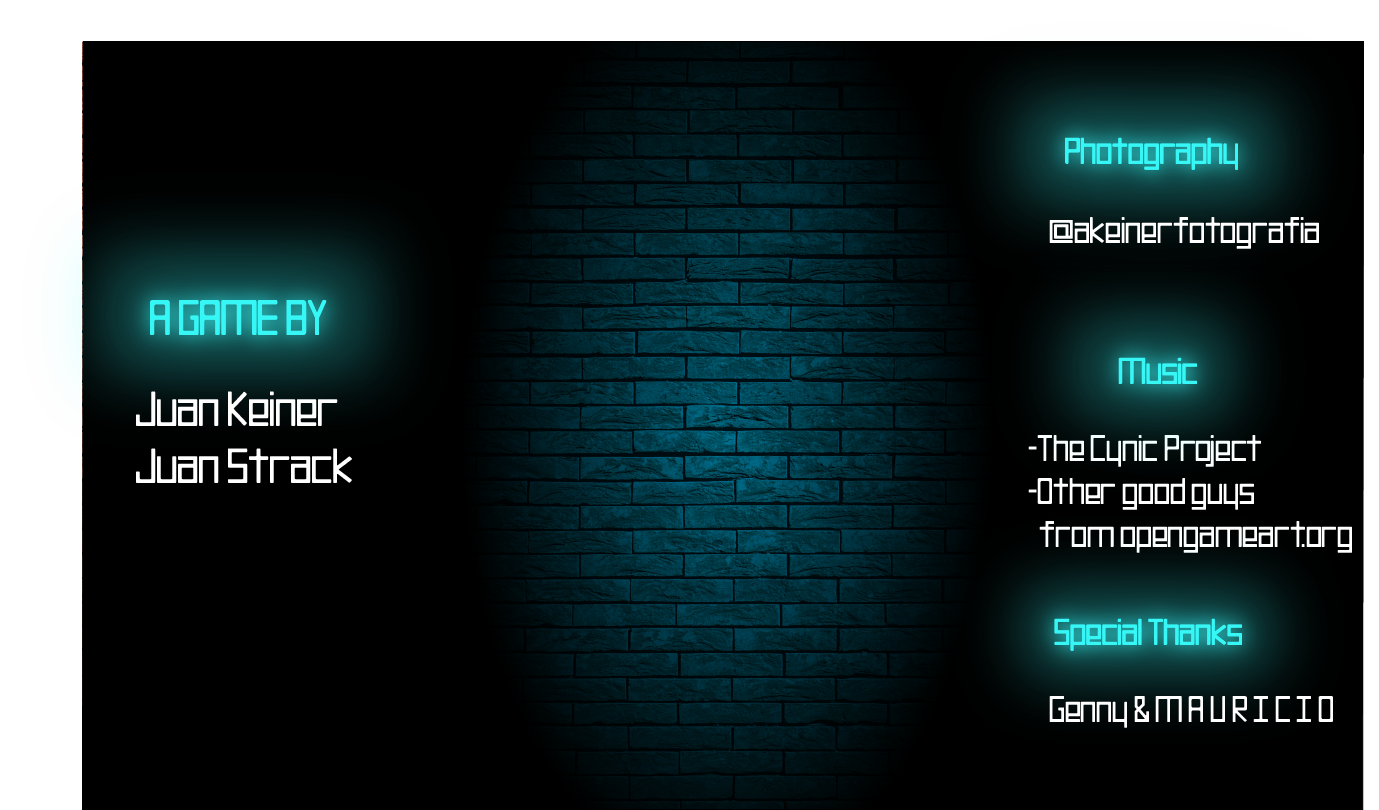 A GAME BY
Juan Keiner
Juan Strack
Photography
@akeinerfotografia
Music
-The Cynic Project
-Other good guys
from opengameart.org
Special Thanks
Genny & MAURICIO